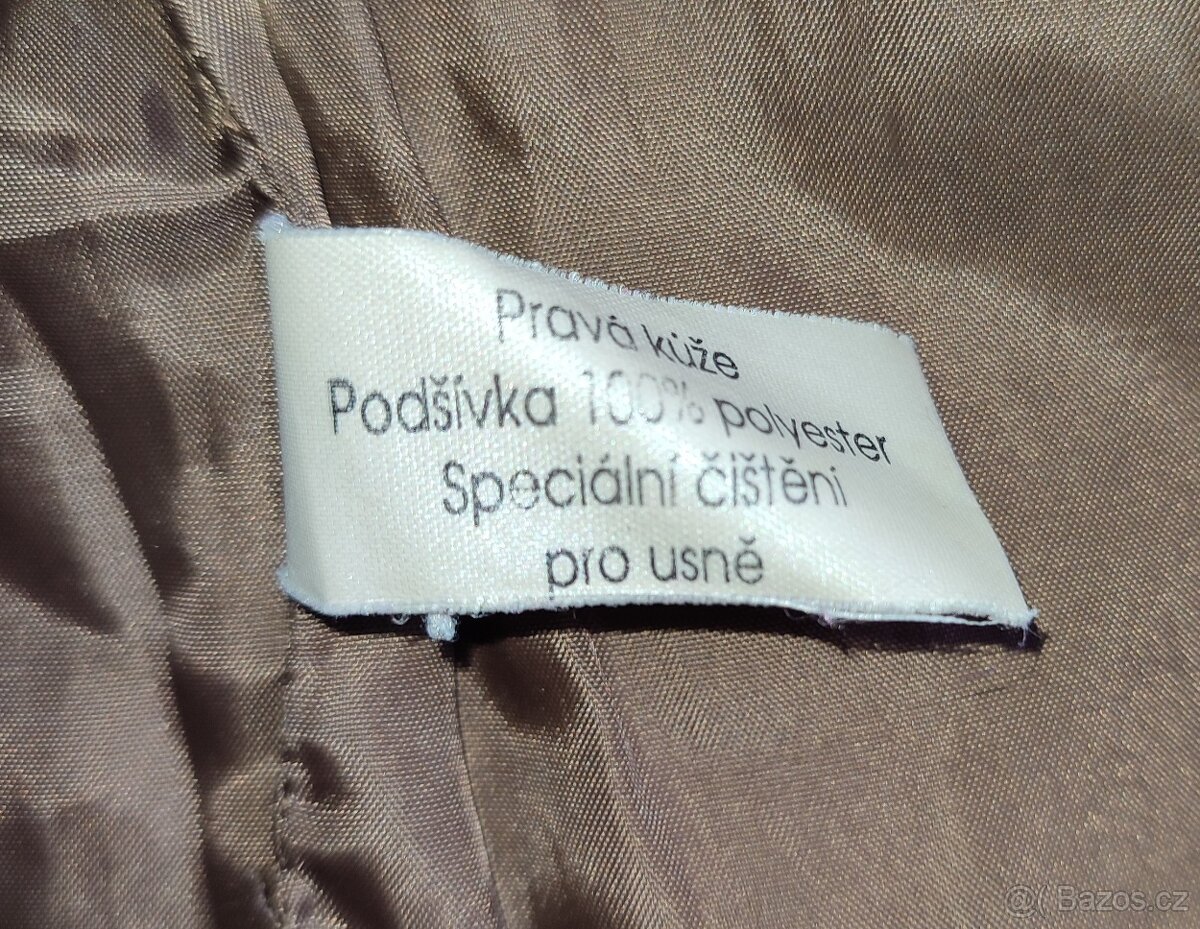 Pravá kůže
Podšívka 100% polyester
Speciální čištění
pro usně
@( Bazos.cz